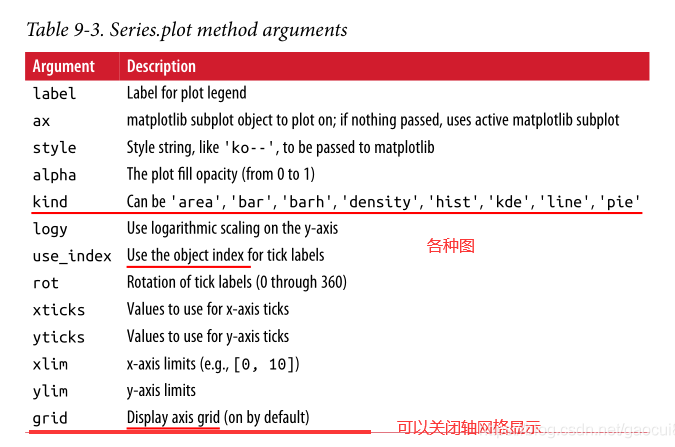 Table 9-3. Series.plot method arguments
Argument Description
label Label for plot legend
ax matplotlib subplot object to plot on; if nothing passed, uses active matplotlib subplot
style Style string, like 'ko--', to be passed to matplotlib
alpha The plot fill opacity (from 0 to 1)
kind Can be 'area', 'bar', 'barh', 'density', 'hist', 'kde', 'line', 'pie'
logy Use logarithmic scaling on the y-axis
各种图
use_index Use the object index for tick labels
rot Rotation of tick labels (0 through 360)
xticks Values to use for x-axis ticks
yticks Values to use for y-axis ticks
xlim x-axis limits (e.g., [0, 10])
ylim y-axis limits
grid Display axis grid (on by default)
可以关闭轴网格显示